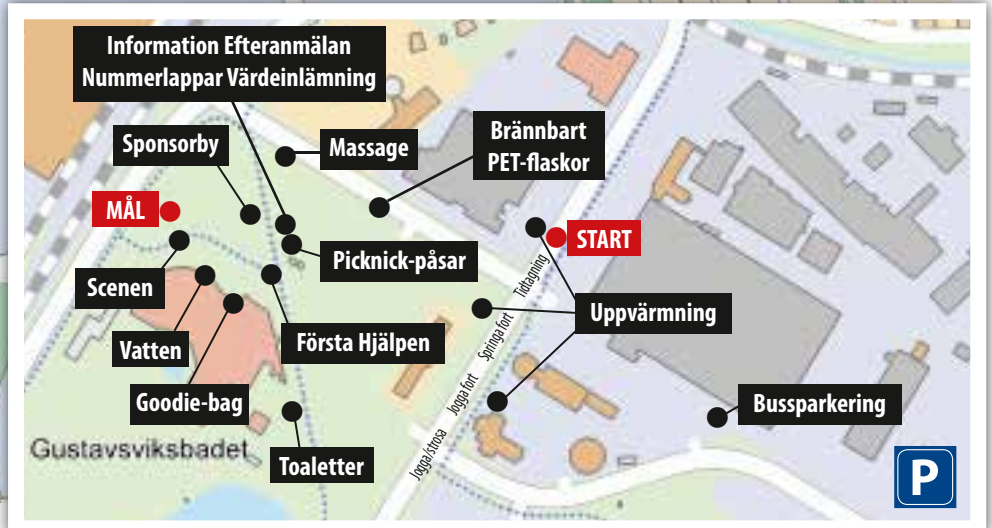 Information Efteranmälan
Nummerlappar Värdeinlämning
Sponsorby
Massage
Brännbart
PET-flaskor
MÅL
START
Picknick-påsar
Scenen
Tidtagning
Springa fort
Jogga fort
Jogga/strosa
Uppvärmning
Vatten
Första Hjälpen
Goodie-bag
Bussparkering
Gustavsviksbadet
Toaletter
P